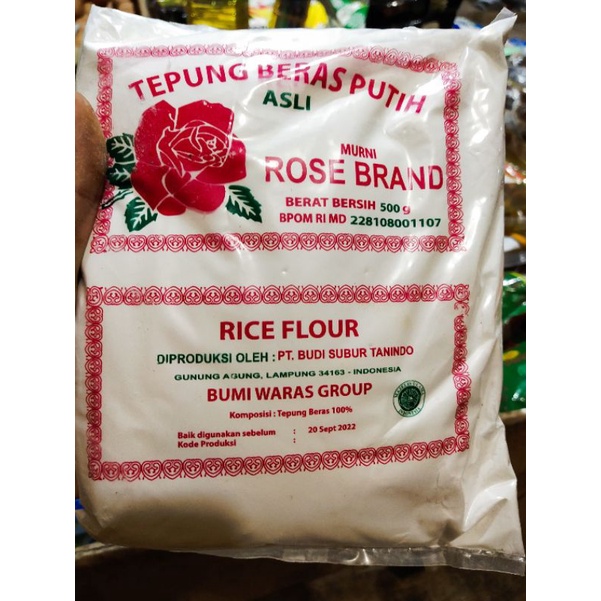 TEPUNG BERAS PUTIH
ASLI
MURNI
ROSE BRAND
BERAT BERSIH 500 g
BPOM RI MD 228108001107
RICE FLOUR
DIPRODUKSI OLEH : PT. BUDI SUBUR TANINDO
GUNUNG AGUNG, LAMPUNG 34163 - INDONESIA
BUMI WARAS GROUP
Komposisi : Tepung Beras 100%
Baik digunakan sebelum : 20 Sept 2022
Kode Produksi :